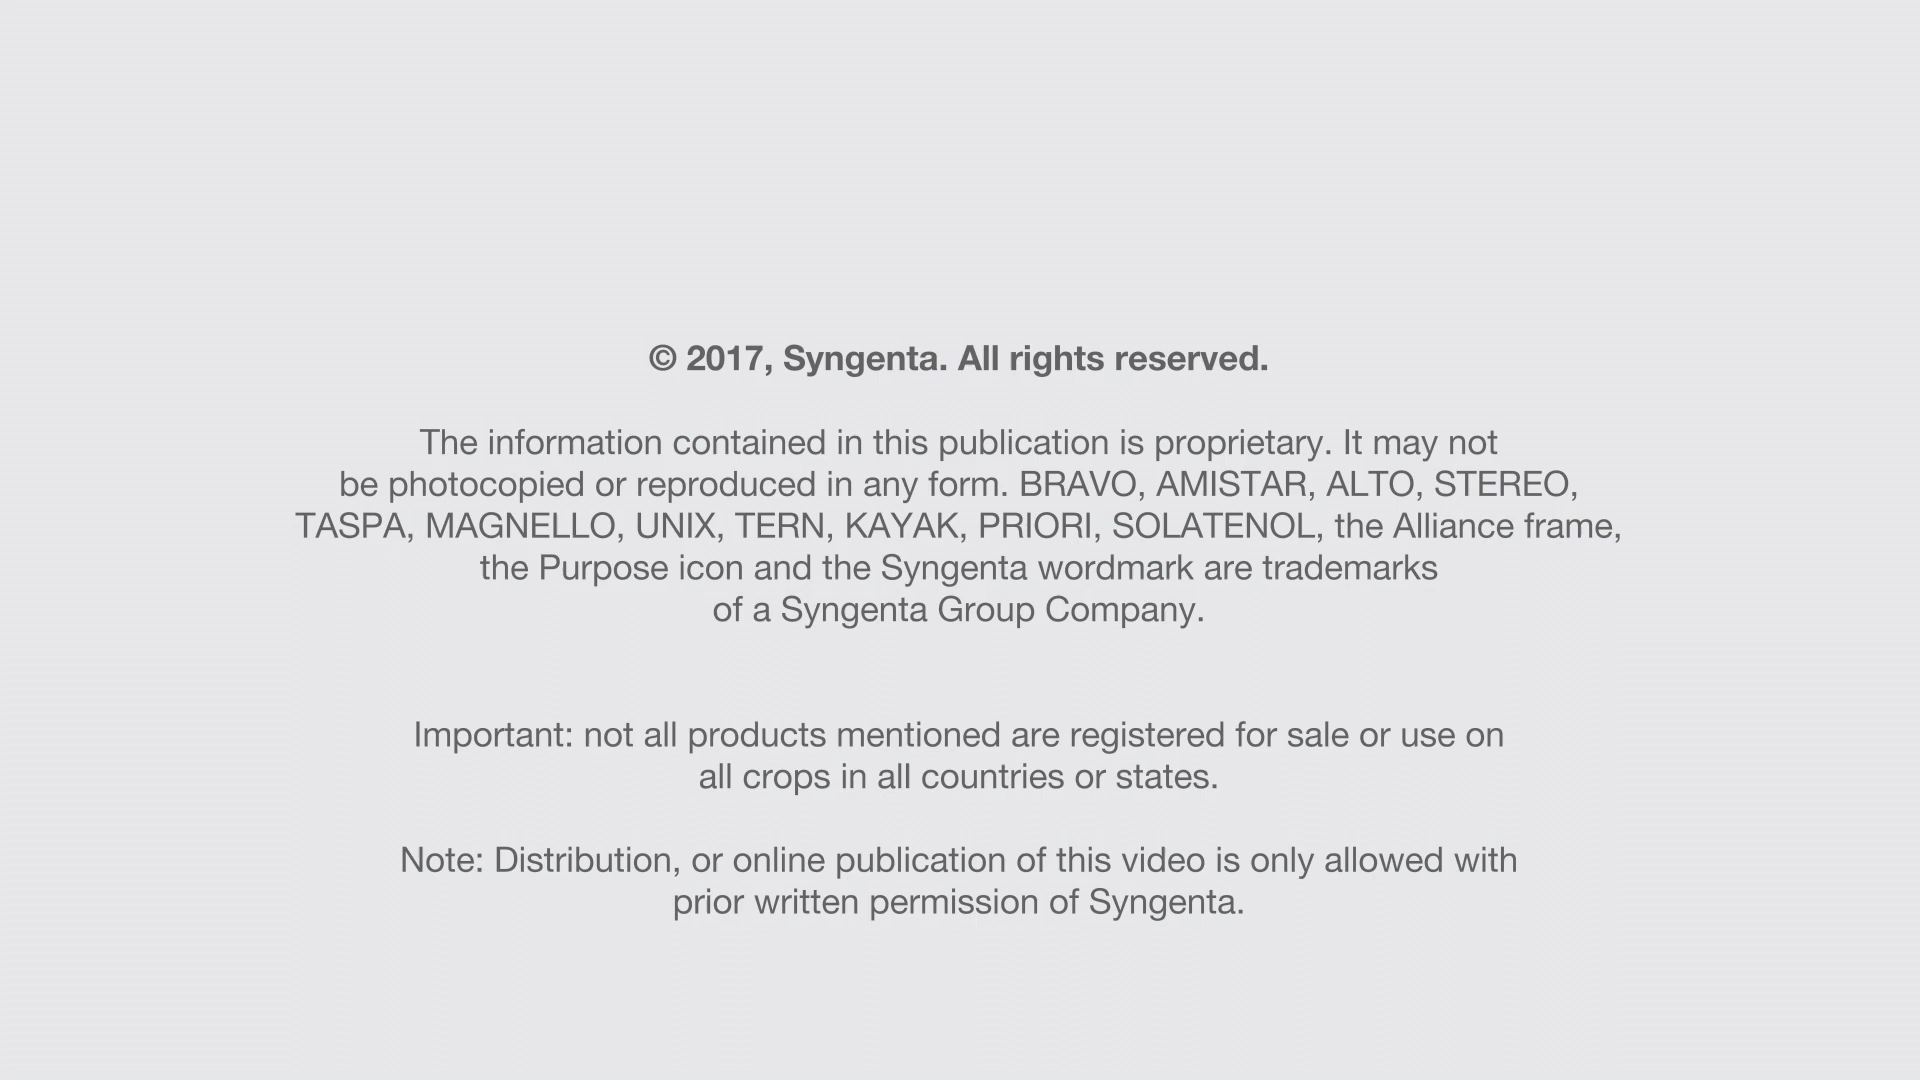 © 2017, Syngenta. All rights reserved.
The information contained in this publication is proprietary. It may not
be photocopied or reproduced in any form. BRAVO, AMISTAR, ALTO, STEREO,
TASPA, MAGNELLO, UNIX, TERN, KAYAK, PRIORI, SOLATENOL, the Alliance frame,
the Purpose icon and the Syngenta wordmark are trademarks
of a Syngenta Group Company.
Important: not all products mentioned are registered for sale or use on
all crops in all countries or states.
Note: Distribution, or online publication of this video is only allowed with
prior written permission of Syngenta.